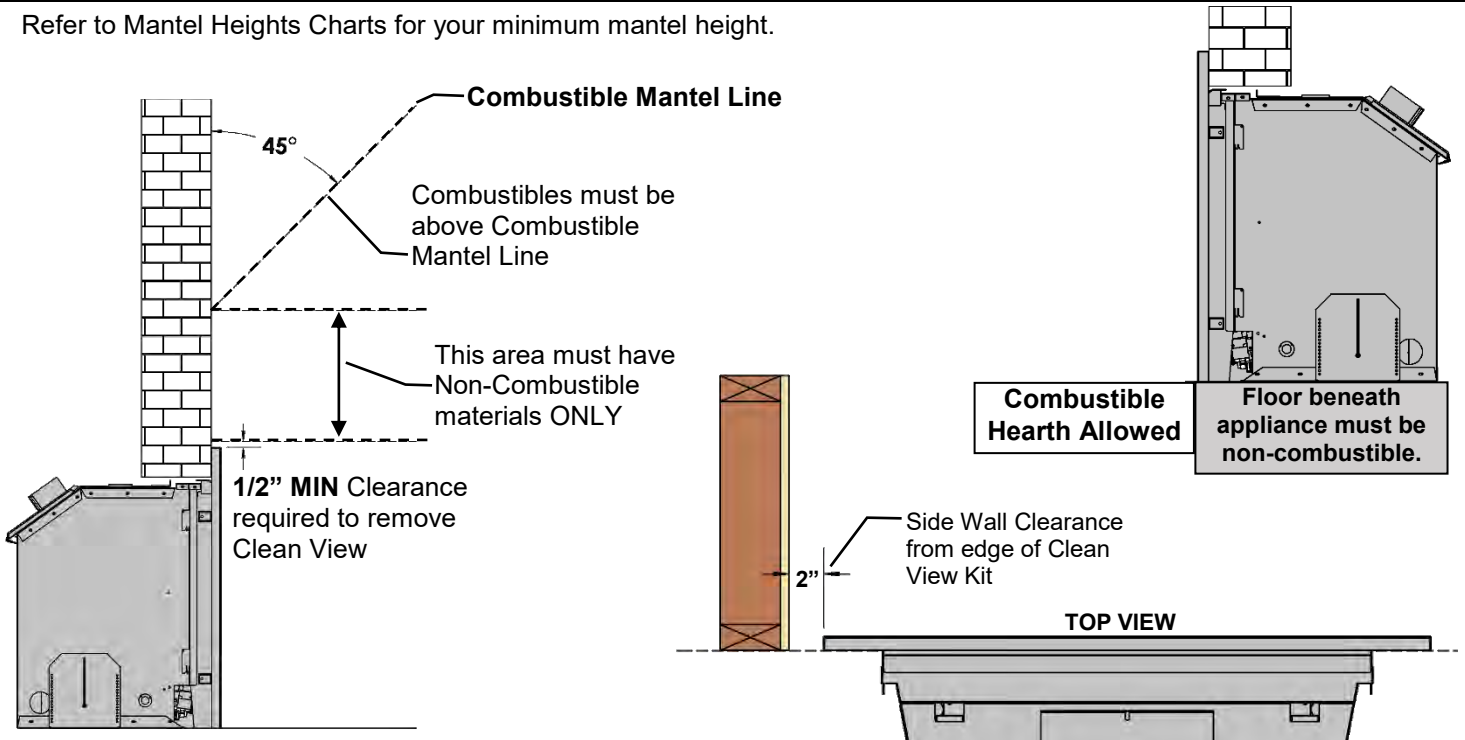 Refer to Mantel Heights Charts for your minimum mantel height.
Combustible Mantel Line
45°
Combustibles must be
above Combustible
Mantel Line
This area must have
Non-Combustible
materials ONLY
1/2” MIN Clearance
required to remove
Clean View
Combustible
Hearth Allowed
Floor beneath
appliance must be
non-combustible.
Side Wall Clearance
from edge of Clean
View Kit
2”
TOP VIEW